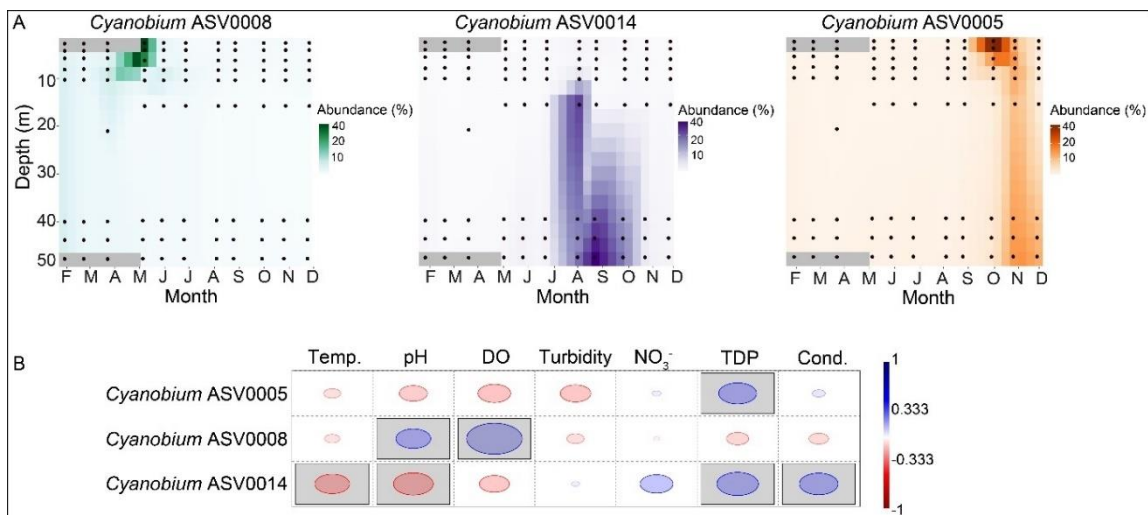 A
Cyanobium ASV0008
Cyanobium ASV0014
Cyanobium ASV0005
Depth (m)
10
20
30
40
50
Abundance (%)
40
20
10
Abundance (%)
40
20
10
Abundance (%)
40
20
10
F M A M J J A S O N D
F M A M J J A S O N D
F M A M J J A S O N D
Month
Month
Month
B
Temp. pH DO Turbidity NO₃⁻ TDP Cond.
Cyanobium ASV0005
Cyanobium ASV0008
Cyanobium ASV0014
1
0.333
-0.333
-1